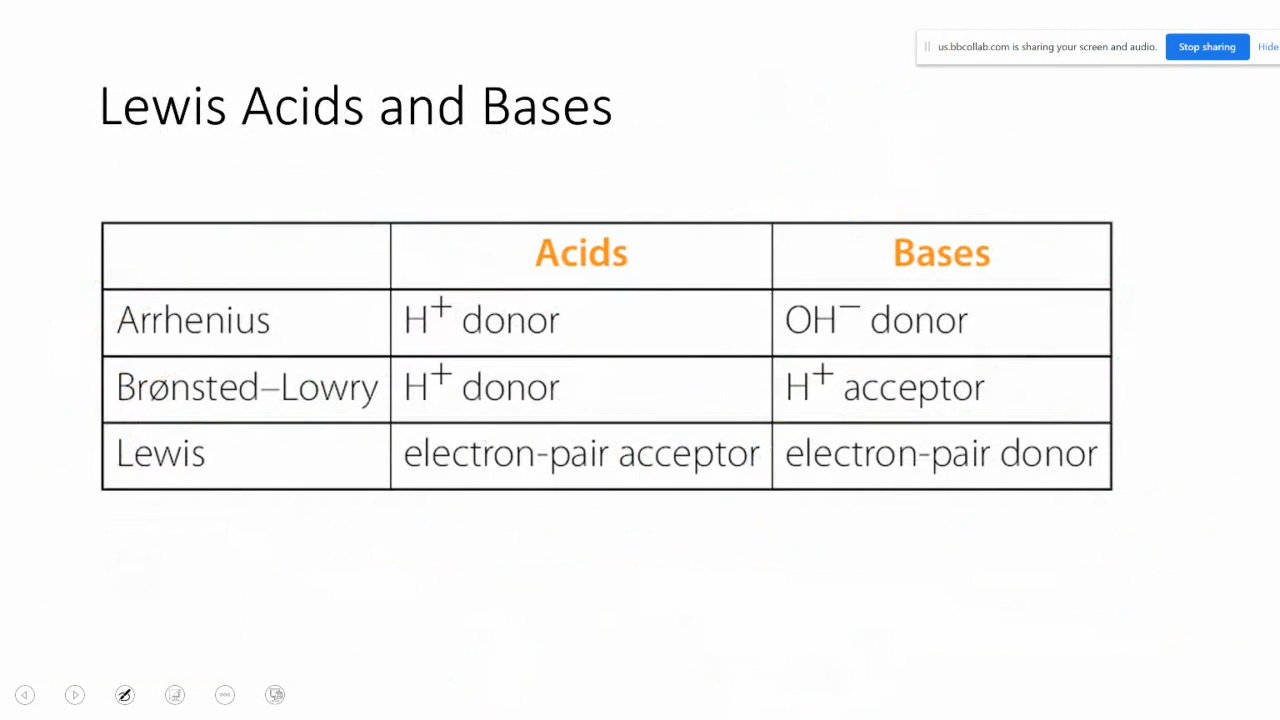 us.bbcollab.com is sharing your screen and audio. Stop sharing Hide
Lewis Acids and Bases
Acids Bases
Arrhenius H⁺ donor OH⁻ donor
Brønsted–Lowry H⁺ donor H⁺ acceptor
Lewis electron-pair acceptor electron-pair donor